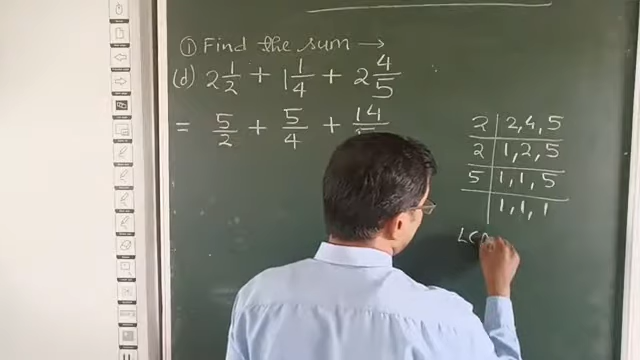 ① Find the sum →
(d) 2 1/2 + 1 1/4 + 2 4/5
= 5/2 + 5/4 + 14/5
2 | 2, 4, 5
2 | 1, 2, 5
5 | 1, 1, 5
| 1, 1, 1
LC